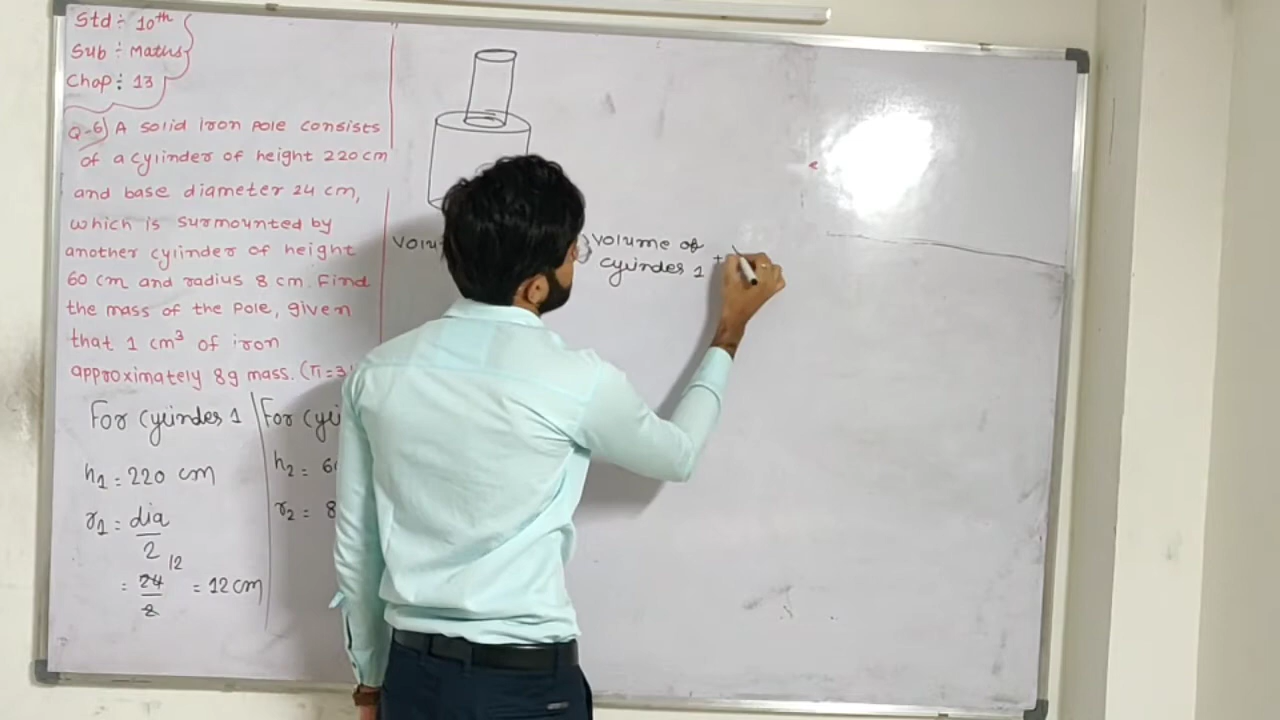 Std ÷ 10th
Sub ÷ Maths
Chap ÷ 13
Q-6) A solid Iron Pole consists
of a cylinder of height 220 cm
and base diameter 24 cm,
which is surmounted by
another cylinder of height
60 cm and radius 8 cm. Find
the mass of the Pole, given
that 1 cm³ of iron
approximately 8g mass. (π = 3
For cylinder 1
h₁ = 220 cm
r₁ = dia
2
12
= 24 = 12 cm
2
For
h₂ =
r₂ = 8
volume of
cylinder 1 +